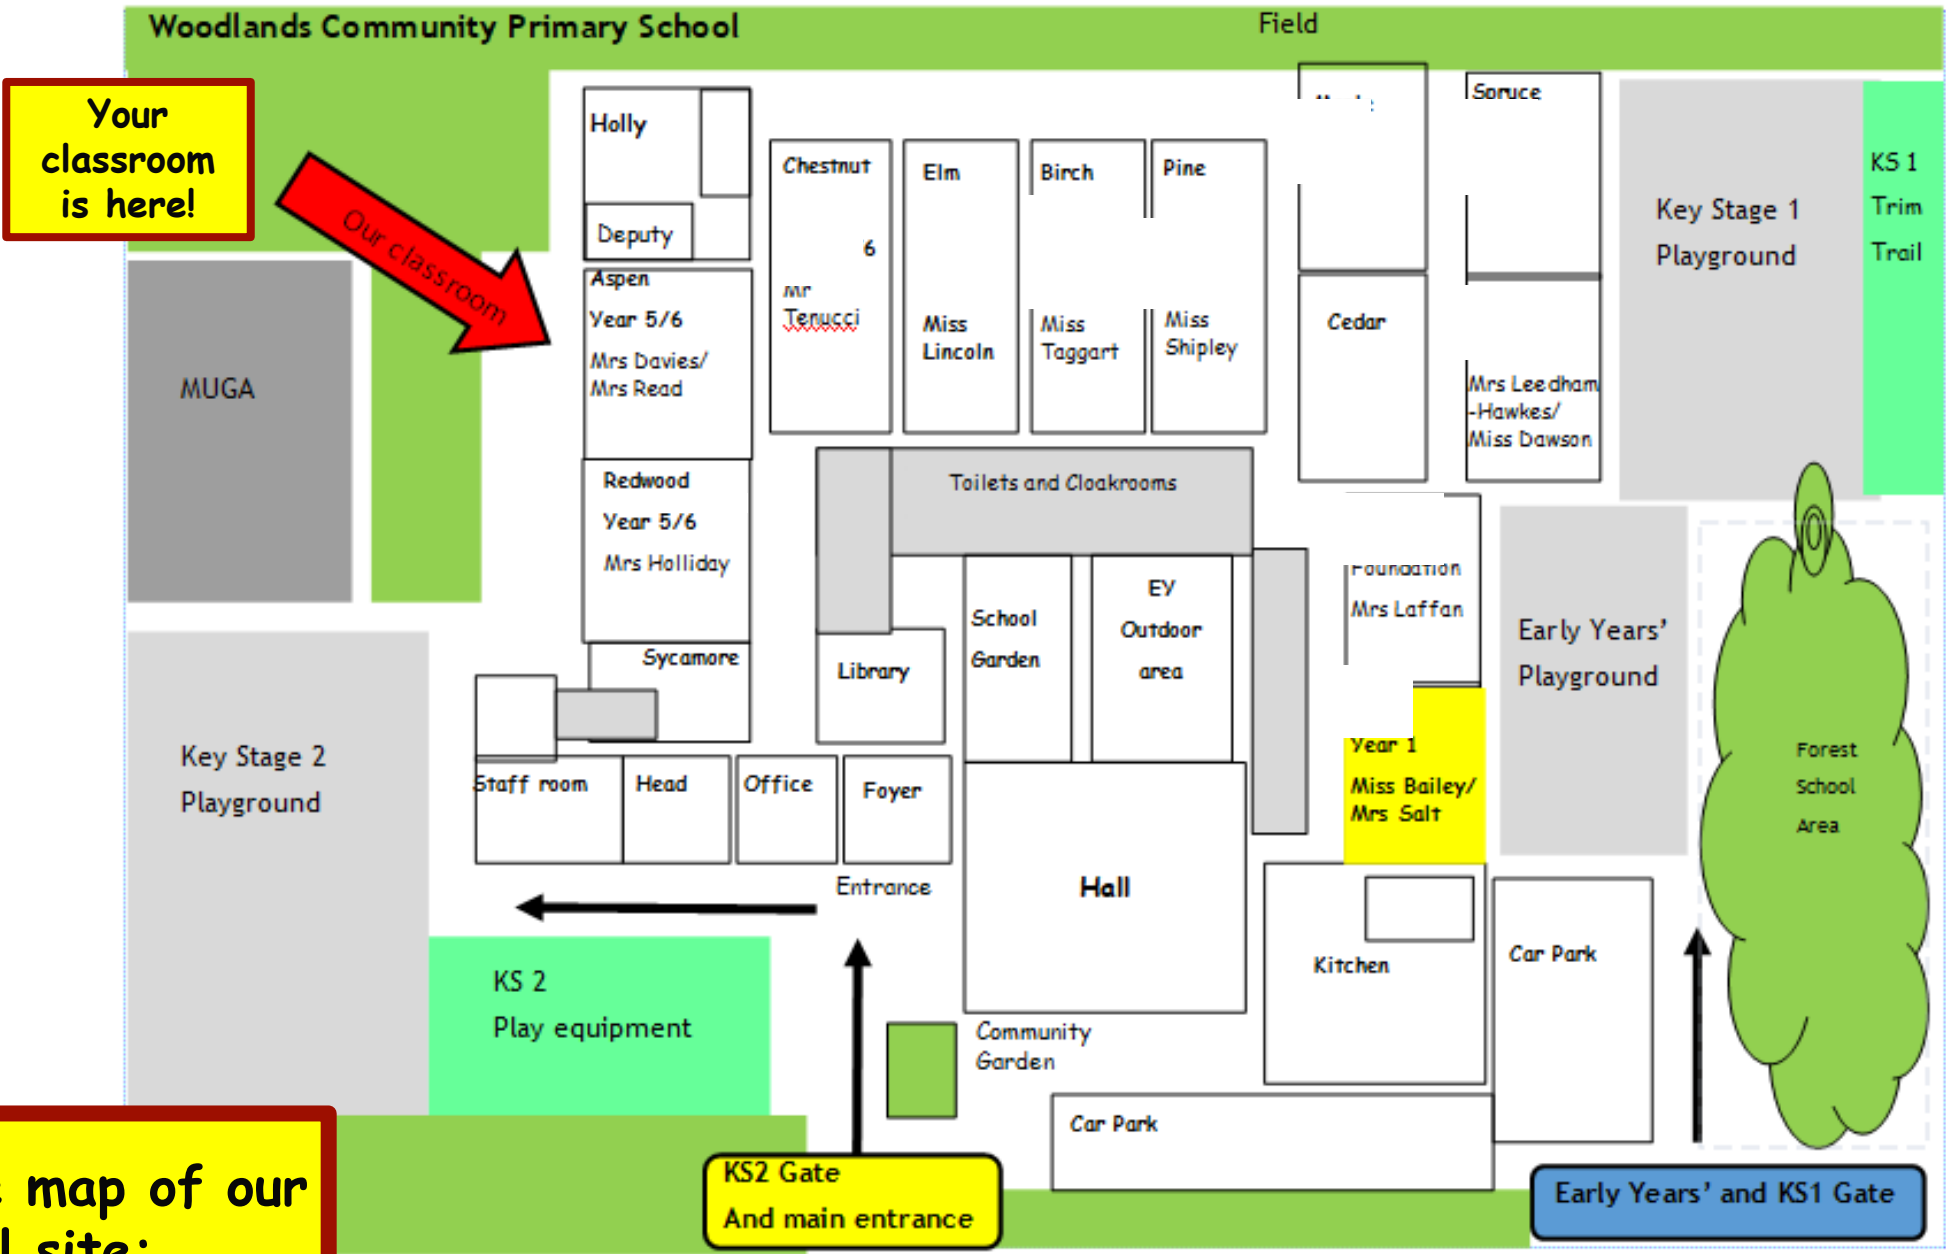 Woodlands Community Primary School
Field
Your
classroom
is here!
Our classroom
Holly
Deputy
Aspen
Year 5/6
Mrs Davies/
Mrs Read
Redwood
Year 5/6
Mrs Holliday
Sycamore
Chestnut
6
Mr
Tenucci
Elm
Miss
Lincoln
Birch
Miss
Taggart
Pine
Miss
Shipley
Cedar
Spruce
Mrs Leedham
-Hawkes/
Miss Dawson
Key Stage 1
Playground
KS 1
Trim
Trail
MUGA
Toilets and Cloakrooms
Library
School
Garden
EY
Outdoor
area
Foundation
Mrs Laffan
Year 1
Miss Bailey/
Mrs Salt
Early Years'
Playground
Forest
School
Area
Key Stage 2
Playground
Staff room
Head
Office
Foyer
Entrance
Hall
Kitchen
Car Park
KS 2
Play equipment
Community
Garden
Car Park
KS2 Gate
And main entrance
Early Years' and KS1 Gate
map of our
site: